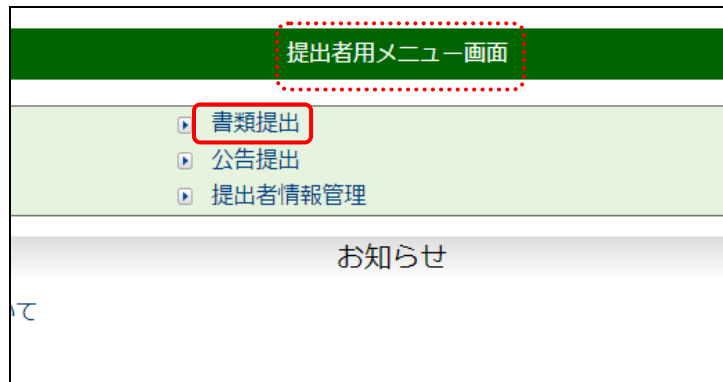 提出者用メニュー画面
書類提出
公告提出
提出者情報管理
お知らせ
いて